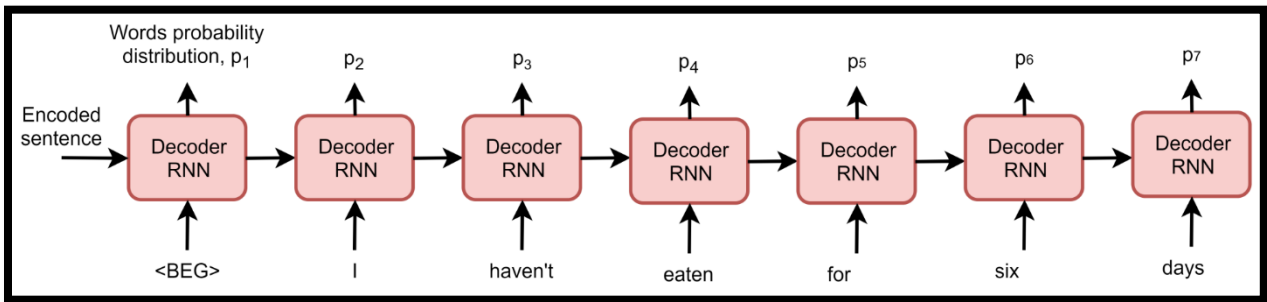 Words probability
distribution, p1
p2
p3
p4
p5
p6
p7
Encoded
sentence
Decoder
RNN
Decoder
RNN
Decoder
RNN
Decoder
RNN
Decoder
RNN
Decoder
RNN
Decoder
RNN
<BEG>
I
haven't
eaten
for
six
days